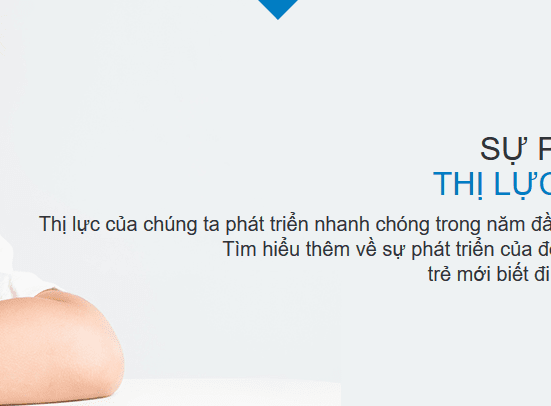 SỰ
THỊ LỰC
Thị lực của chúng ta phát triển nhanh chóng trong năm
Tìm hiểu thêm về sự phát triển của
trẻ mới biết đi